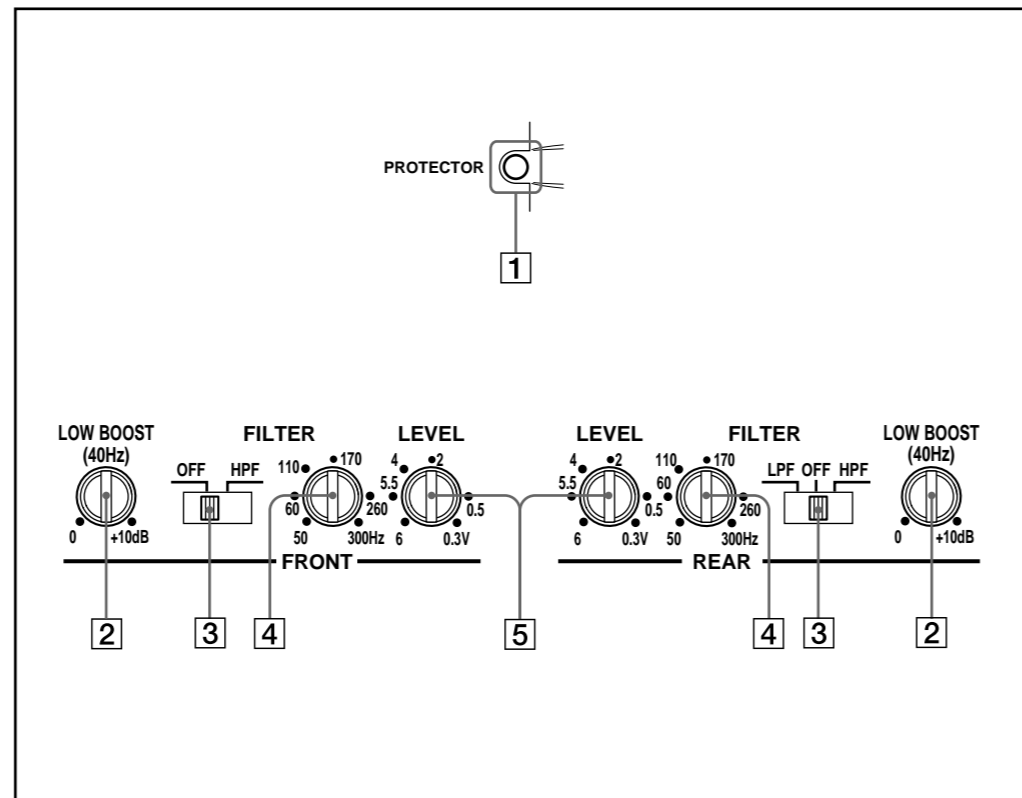 PROTECTOR
1
LOW BOOST
(40Hz)
0
+10dB
OFF HPF
FILTER
50
60
110
170
260
300Hz
LEVEL
6
5.5
4
2
0.5
0.3V
FRONT
LEVEL
6
5.5
4
2
0.5
0.3V
FILTER
50
60
110
170
260
300Hz
LPF OFF HPF
LOW BOOST
(40Hz)
0
+10dB
REAR
2 3 4 5 4 3 2